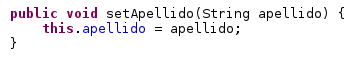 public void setApellido(String apellido) {
    this.apellido = apellido;
}